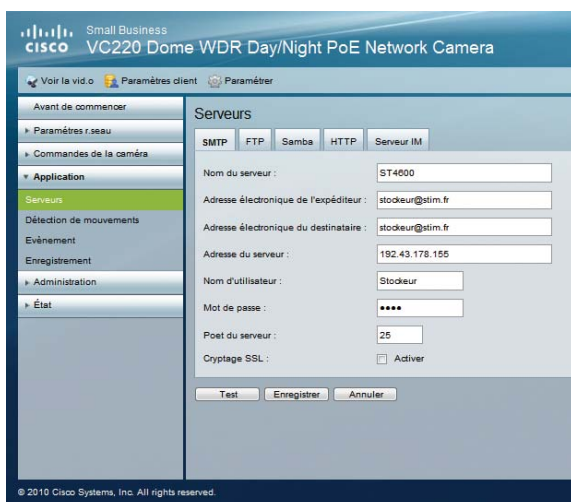 Small Business
CISCO VC220 Dome WDR Day/Night PoE Network Camera
Voir la vid.o Paramètres client Paramétrer
Avant de commencer
Paramètres r.seau
Commandes de la caméra
Application
Serveurs
Détection de mouvements
Evènement
Enregistrement
Administration
État
Serveurs
SMTP FTP Samba HTTP Serveur IM
Nom du serveur : ST4600
Adresse électronique de l'expéditeur : stockeur@stim.fr
Adresse électronique du destinataire : stockeur@stim.fr
Adresse du serveur : 192.43.178.155
Nom d'utilisateur : Stockeur
Mot de passe : ••••
Poet du serveur : 25
Cryptage SSL : Activer
Test Enregistrer Annuler
© 2010 Cisco Systems, Inc. All rights reserved.